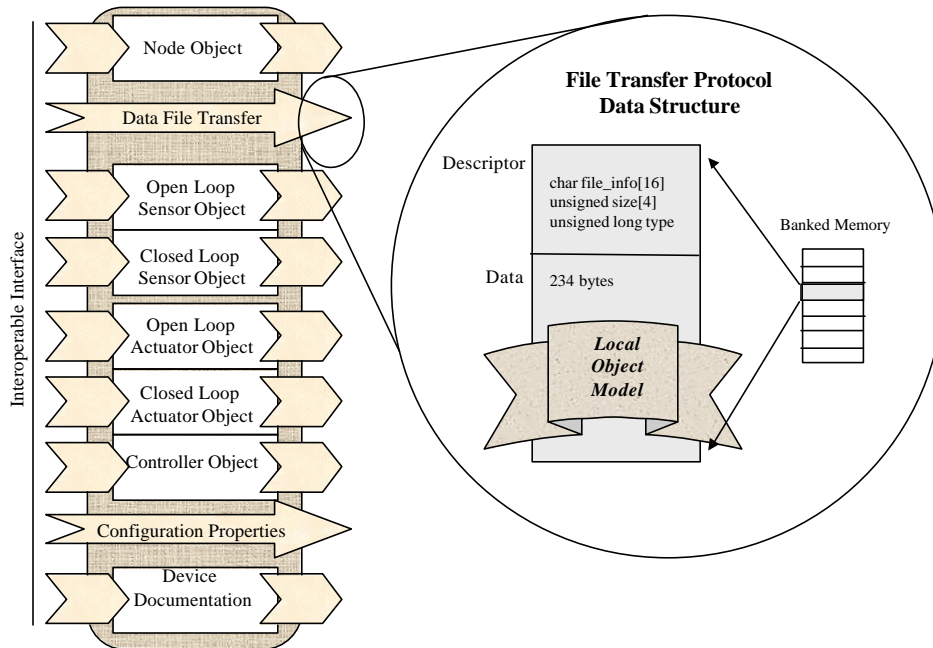 Interoperable Interface
Node Object
Data File Transfer
Open Loop
Sensor Object
Closed Loop
Sensor Object
Open Loop
Actuator Object
Closed Loop
Actuator Object
Controller Object
Configuration Properties
Device
Documentation
File Transfer Protocol
Data Structure
Descriptor
char file_info[16]
unsigned size[4]
unsigned long type
Data
234 bytes
Local
Object
Model
Banked Memory